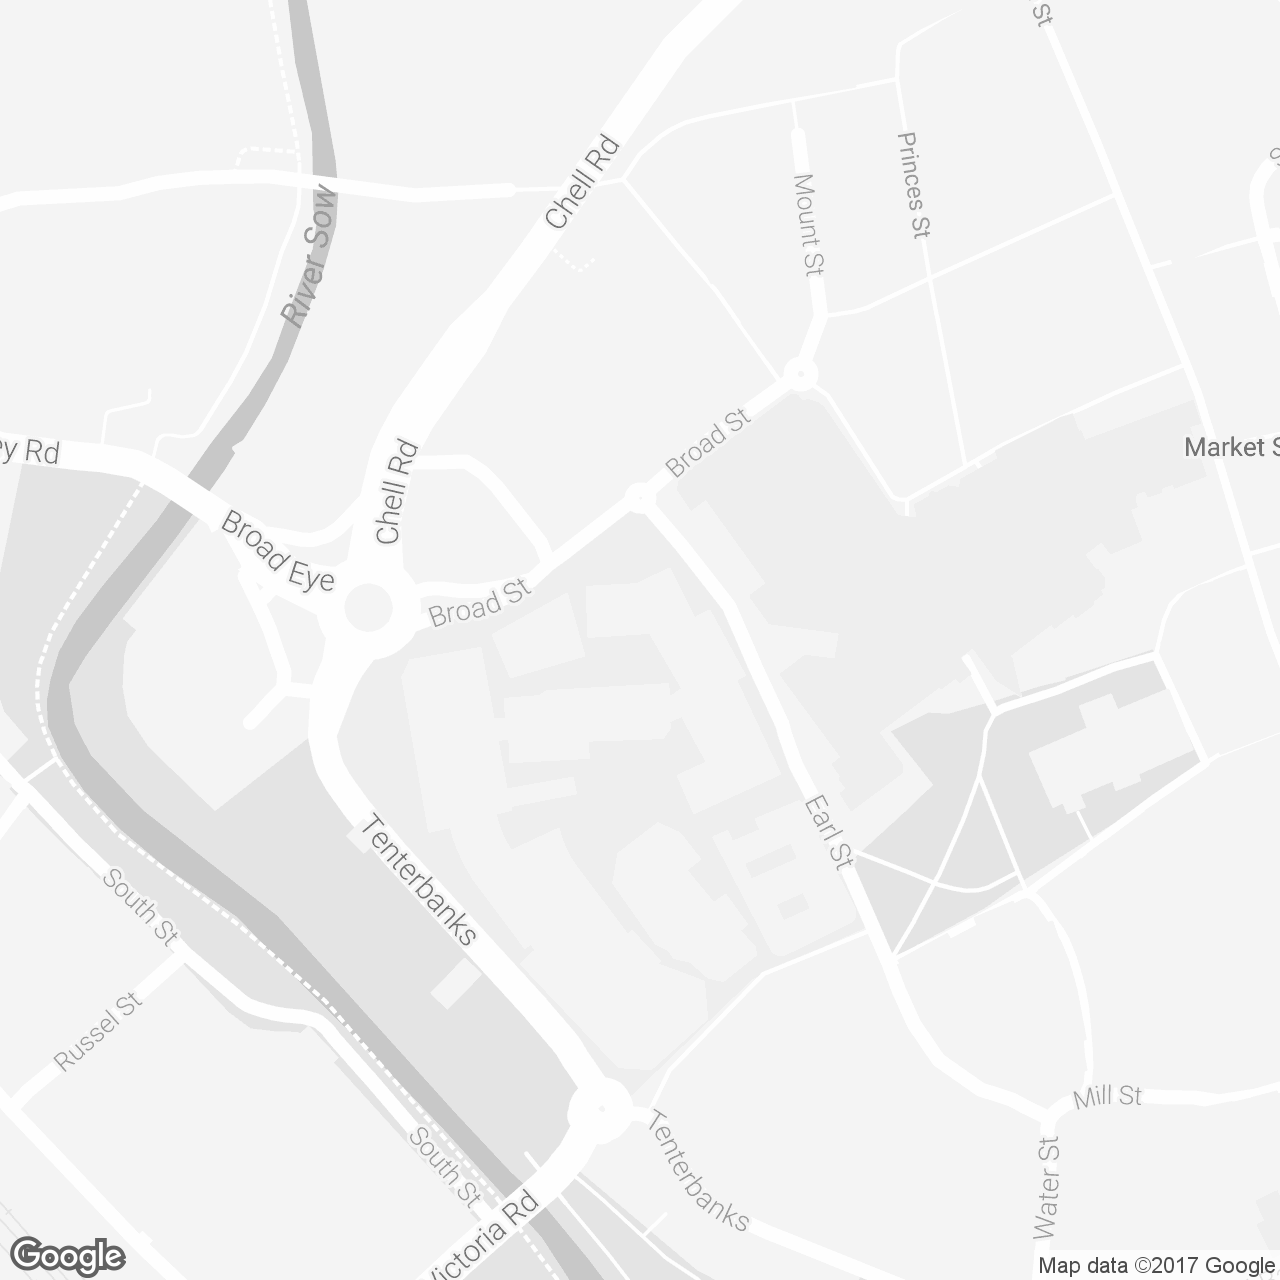 St
Chell Rd
Princes St
Mount St
River Sow
Broad St
Market S
ey Rd
Chell Rd
Broad Eye
Broad St
Earl St
Tenterbanks
South St
Russel St
Mill St
South St
Tenterbanks
Water St
Victoria Rd
Google
Map data ©2017 Google